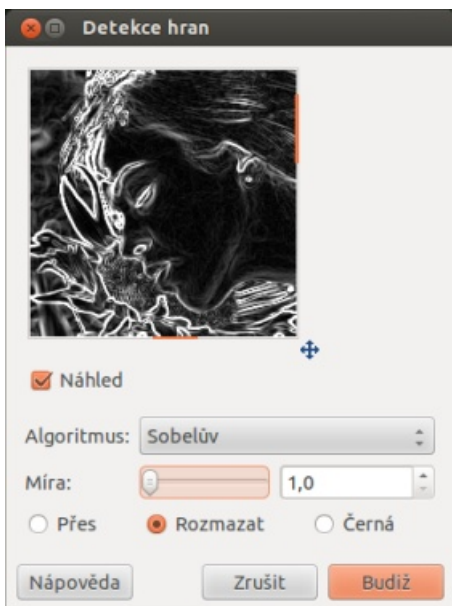 Detekce hran
Náhled
Algoritmus: Sobelův
Míra: 1,0
Přes Rozmazat Černá
Nápověda Zrušit Budiž